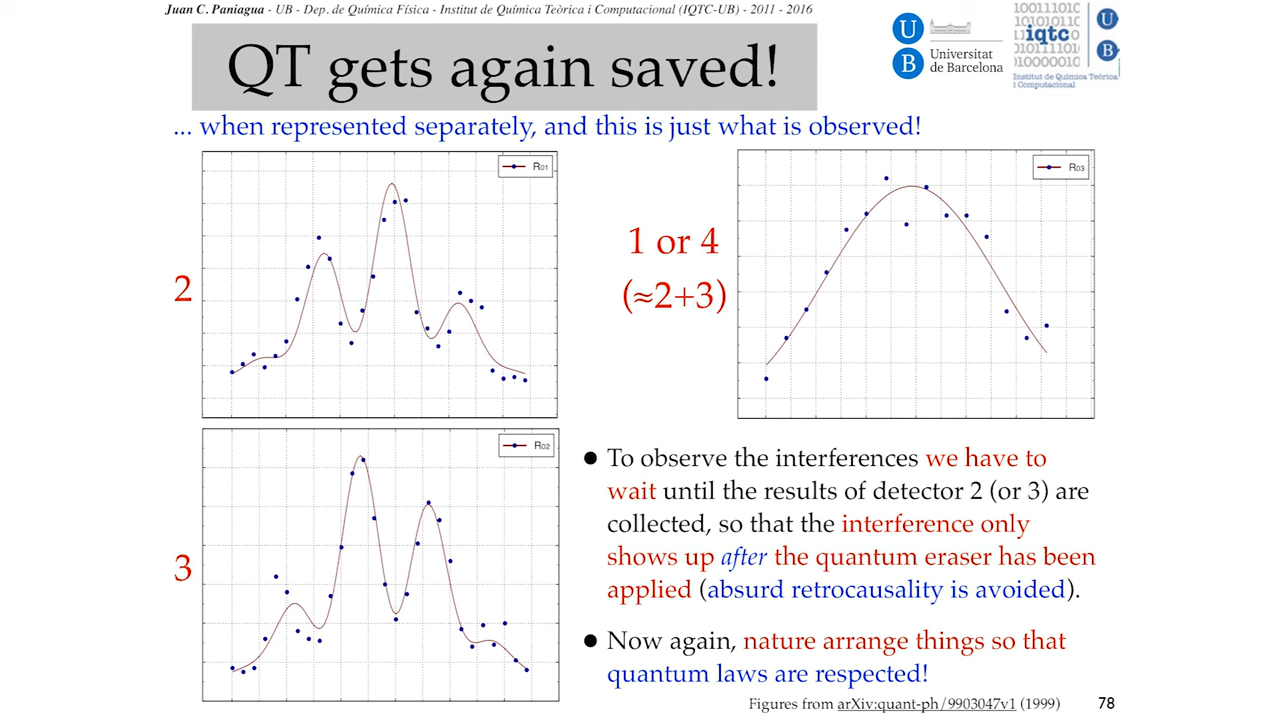 Juan C. Paniagua - UB - Dep. de Química Física - Institut de Química Teòrica i Computacional (IQTC-UB) - 2011 - 2016
QT gets again saved!
U
B
Universitat
de Barcelona
1001110
10101011
iqtc
01011101
10000010
U
B
Institut de Química Teòrica
i Computacional
... when represented separately, and this is just what is observed!
R01
2
R03
1 or 4
(≈2+3)
R02
3
● To observe the interferences we have to
wait until the results of detector 2 (or 3) are
collected, so that the interference only
shows up after the quantum eraser has been
applied (absurd retrocausality is avoided).
● Now again, nature arrange things so that
quantum laws are respected!
Figures from arXiv:quant-ph/9903047v1 (1999)
78